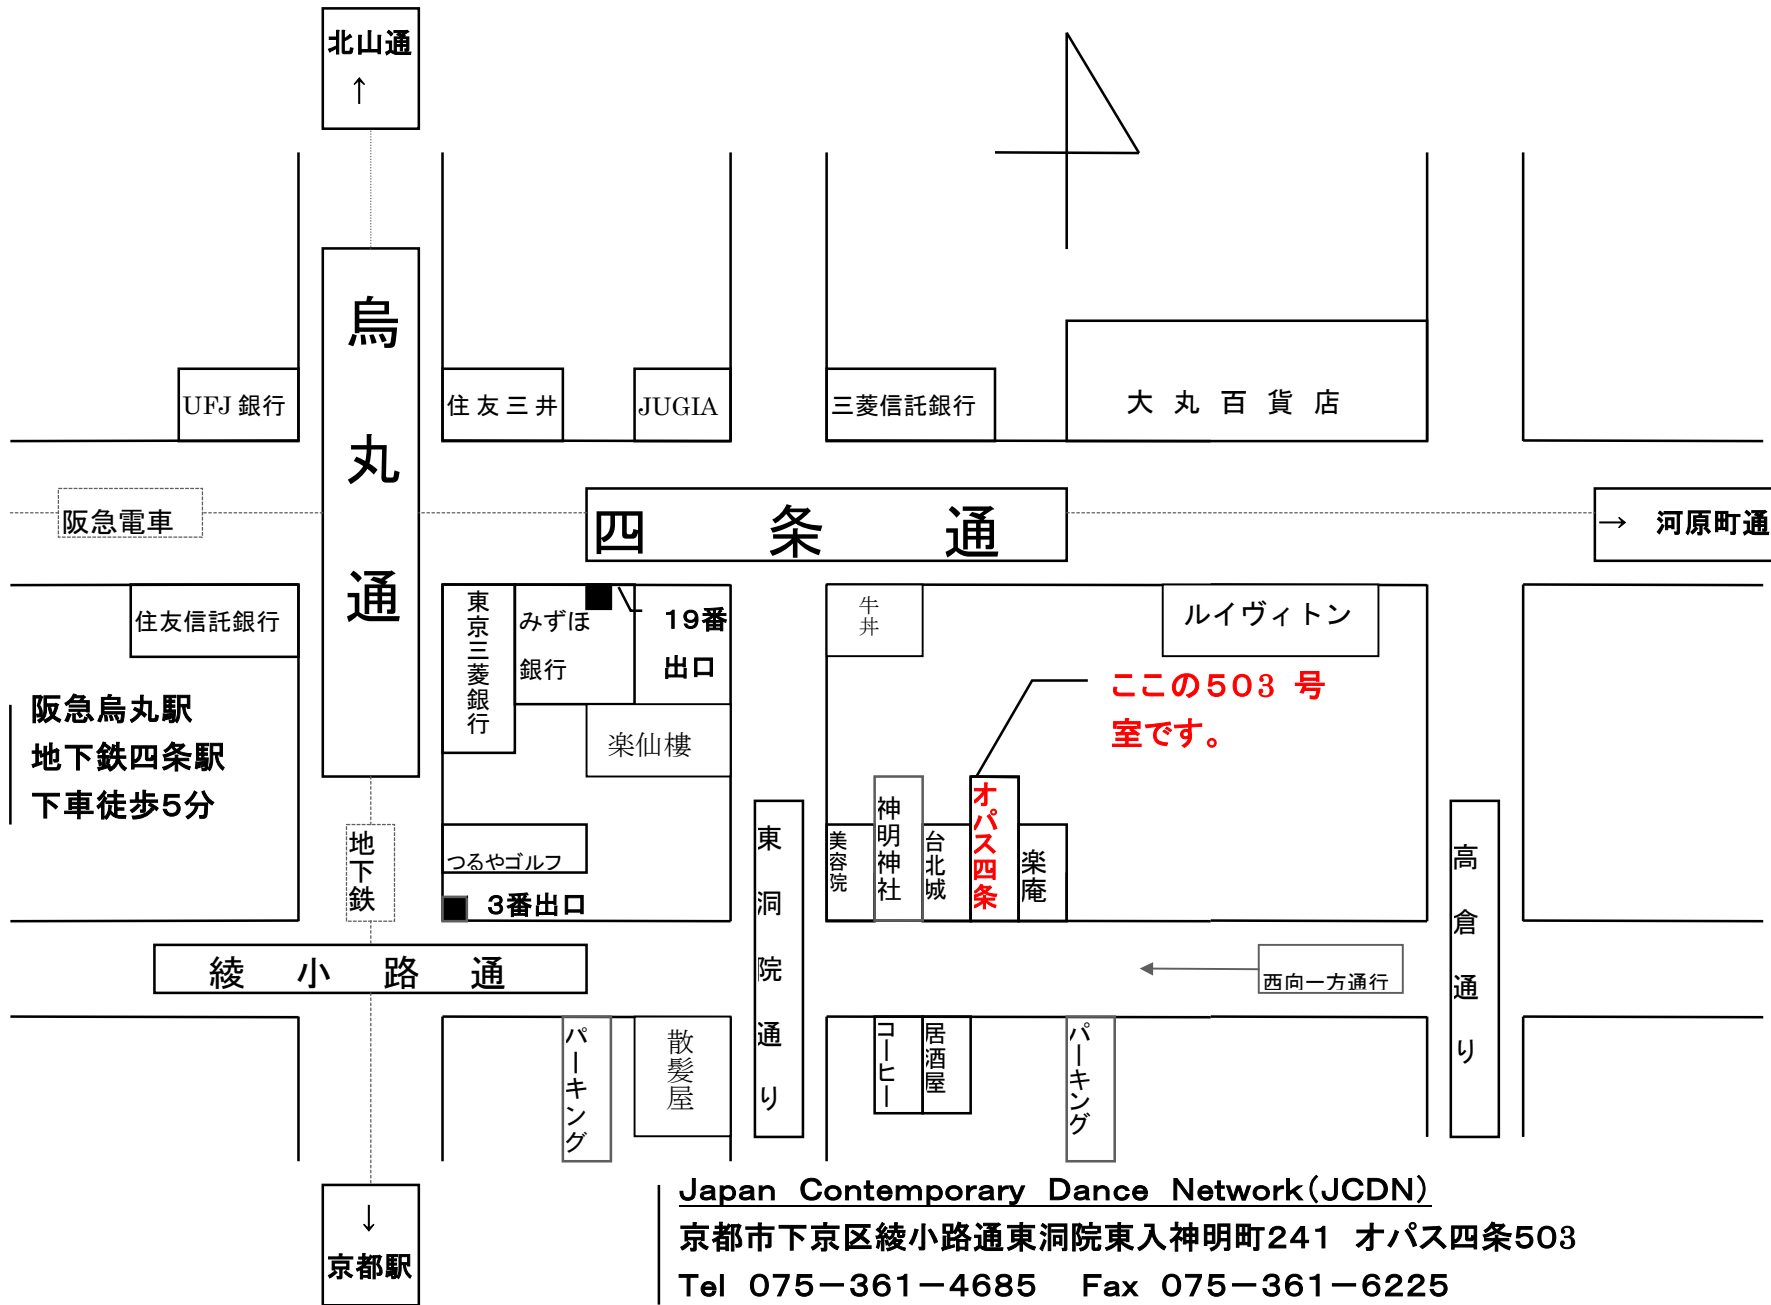 北山通
↑
烏丸通
UFJ 銀行
住友三井
JUGIA
三菱信託銀行
大丸百貨店
阪急電車
四条通
→ 河原町通
住友信託銀行
東京三菱銀行
みずほ
銀行
19番
出口
牛丼
ルイヴィトン
ここの503 号
室です。
阪急烏丸駅
地下鉄四条駅
下車徒歩5分
楽仙樓
地下鉄
つるやゴルフ
3番出口
東洞院通り
美容院
神明神社
台北城
オパス四条
楽庵
高倉通り
綾小路通
西向一方通行
パーキング
散髪屋
コーヒー
居酒屋
パーキング
↓
京都駅
Japan Contemporary Dance Network(JCDN)
京都市下京区綾小路通東洞院東入神明町241 オパス四条503
Tel 075-361-4685 Fax 075-361-6225